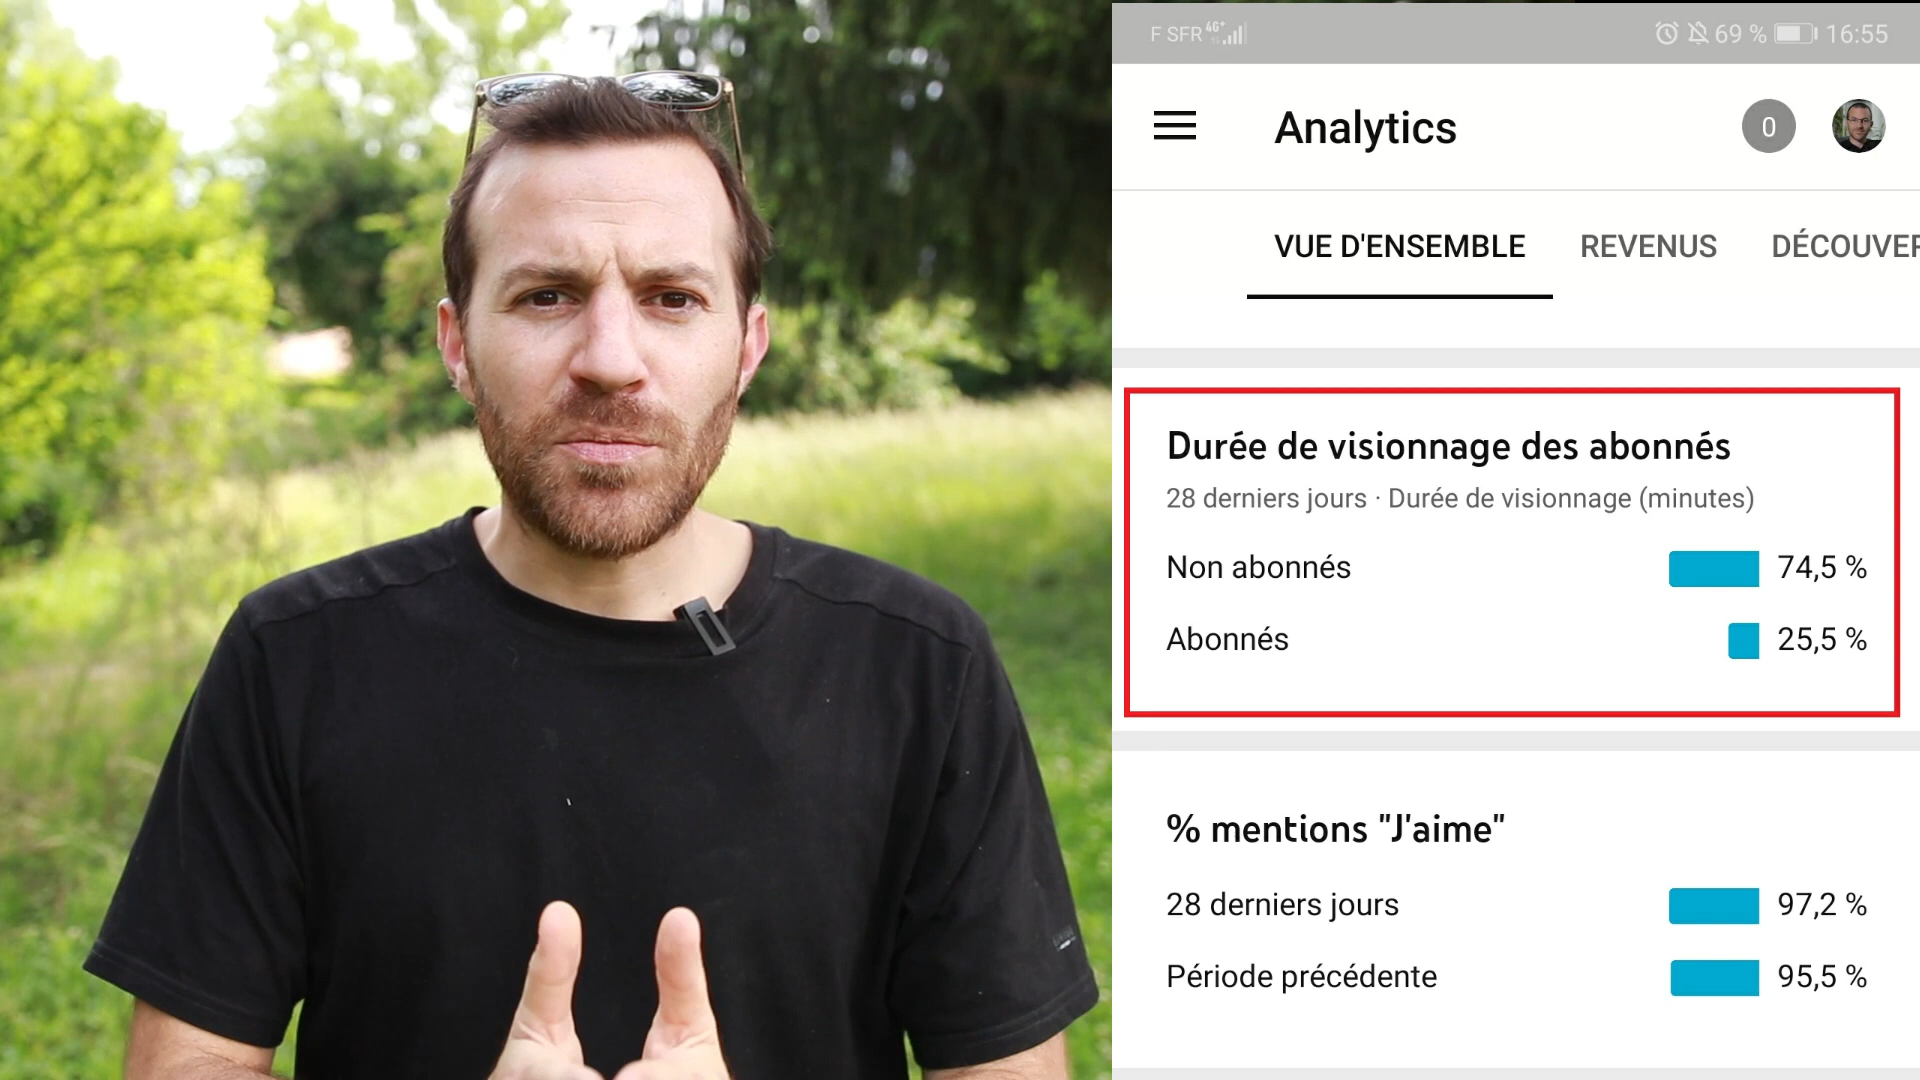 F SFR 4G+ 69 % 16:55
Analytics 0
VUE D'ENSEMBLE REVENUS DÉCOUVER
Durée de visionnage des abonnés
28 derniers jours · Durée de visionnage (minutes)
Non abonnés 74,5 %
Abonnés 25,5 %
% mentions "J'aime"
28 derniers jours 97,2 %
Période précédente 95,5 %